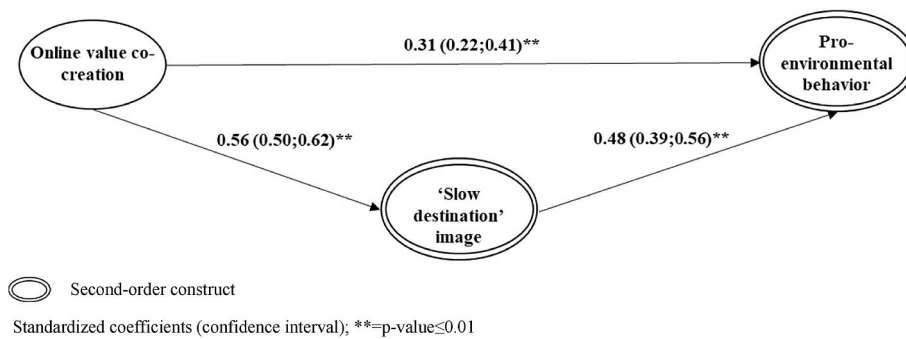 Online value co-
creation
0.31 (0.22;0.41)**
Pro-
environmental
behavior
0.56 (0.50;0.62)**
0.48 (0.39;0.56)**
‘Slow
destination’
image
Second-order construct
Standardized coefficients (confidence interval); **=p-value≤0.01